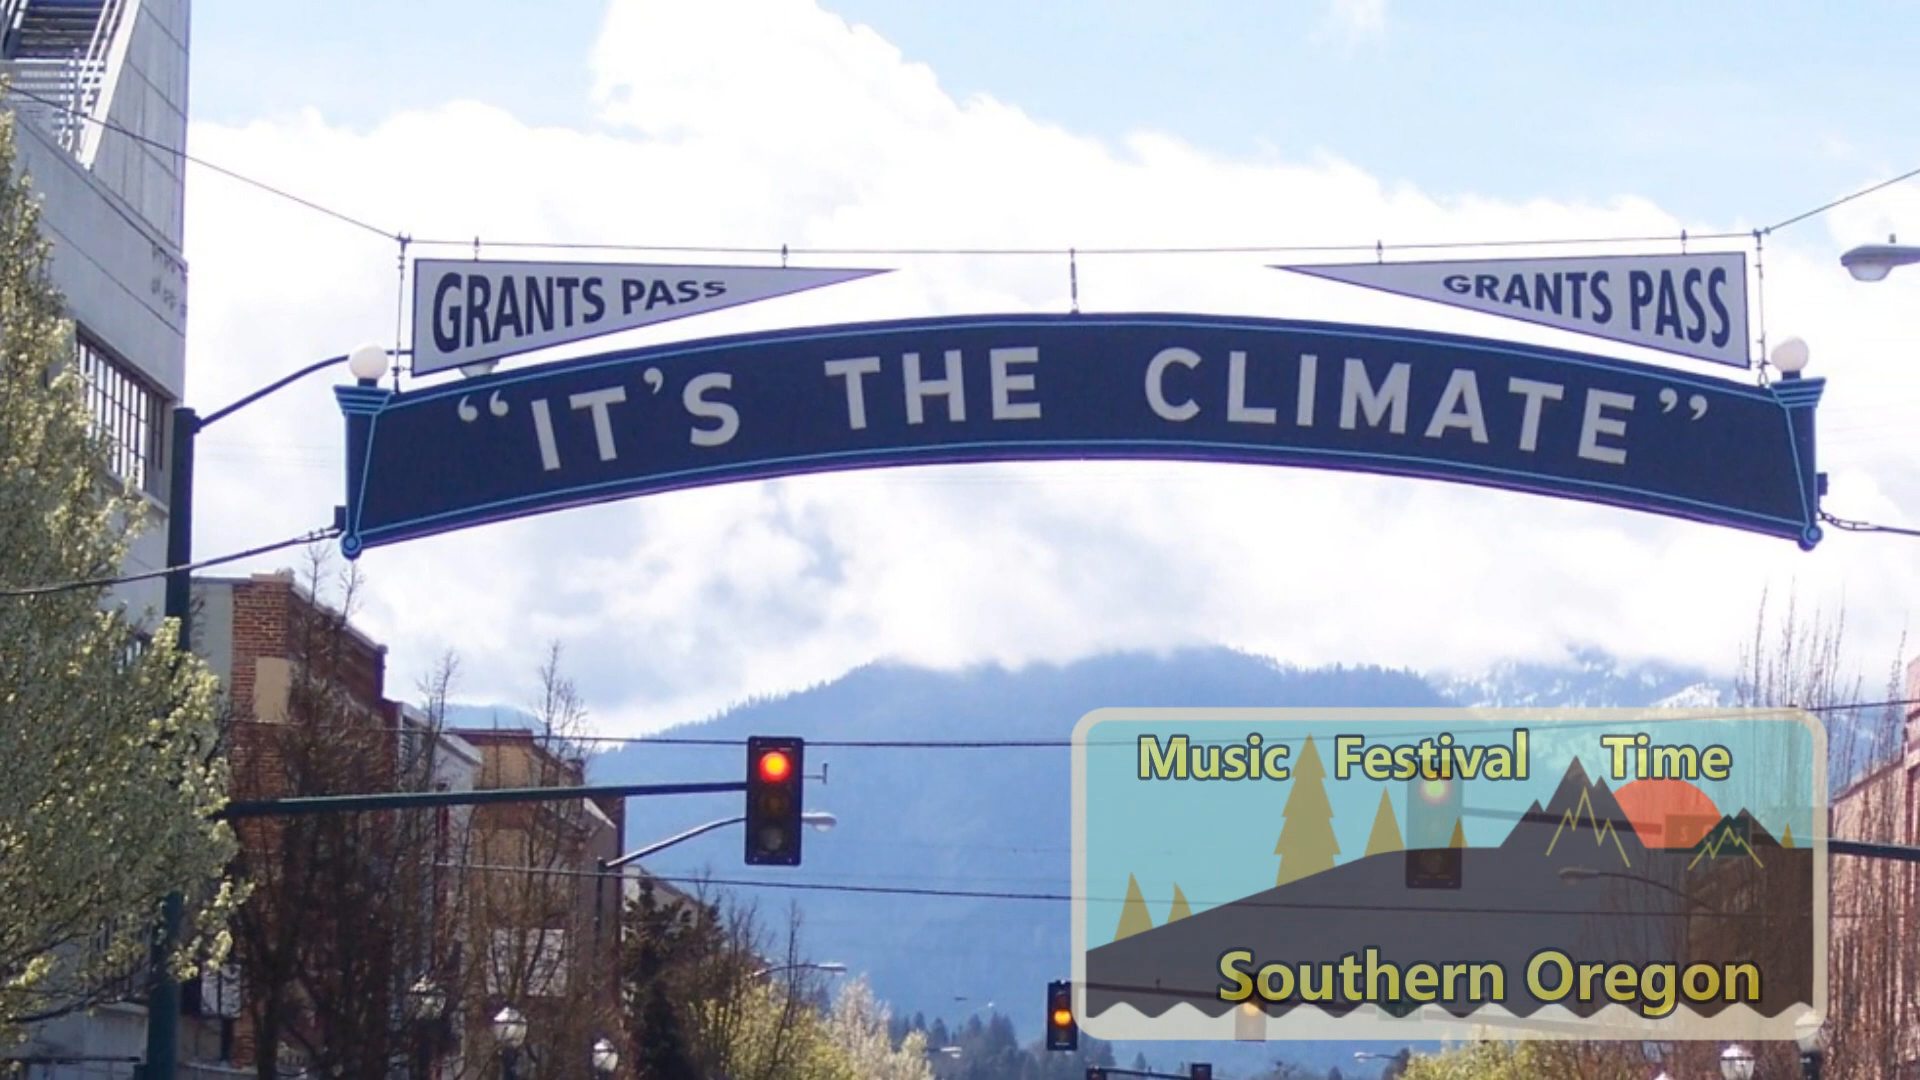 GRANTS PASS
GRANTS PASS
“IT’S THE CLIMATE”
Music Festival Time
Southern Oregon